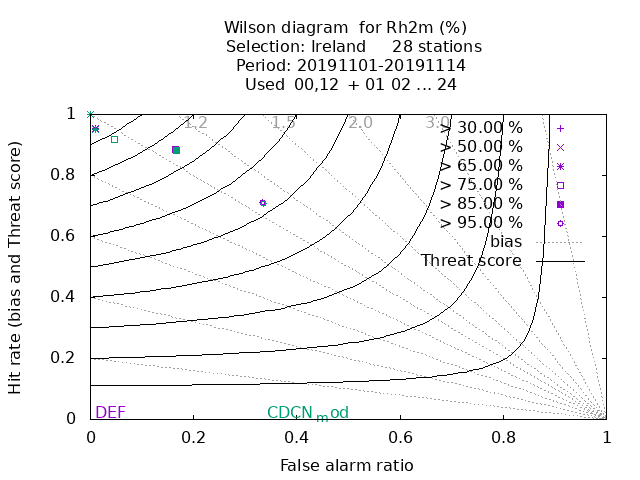 Wilson diagram  for Rh2m (%)
Selection: Ireland     28 stations
Period: 20191101-20191114
Used  00,12  + 01 02 ... 24
Hit rate (bias and Threat score)
1
0.8
0.6
0.4
0.2
0
1.2
1.5
2.0
3.0
> 30.00 %
> 50.00 %
> 65.00 %
> 75.00 %
> 85.00 %
> 95.00 %
bias
Threat score
DEF
CDCN_mod
0
0.2
0.4
0.6
0.8
1
False alarm ratio